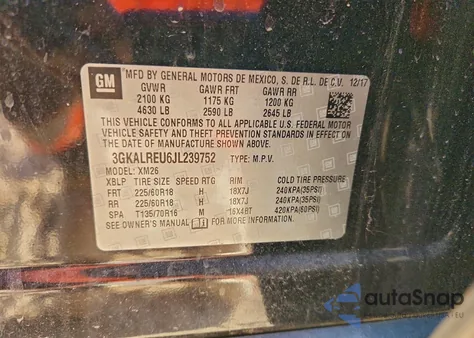 GM
MFD BY GENERAL MOTORS DE MEXICO, S. DE R.L. DE C.V. 12/17
GVWR GAWR FRT GAWR RR
2100 KG 1175 KG 1200 KG
4630 LB 2590 LB 2645 LB
THIS VEHICLE CONFORMS TO ALL APPLICABLE U.S. FEDERAL MOTOR
VEHICLE SAFETY AND THEFT PREVENTION STANDARDS IN EFFECT ON
THE DATE OF MANUFACTURE SHOWN ABOVE.
3GKALREU6JL239752 TYPE: M.P.V.
MODEL: XM26
XBLP TIRE SIZE SPEED RTG RIM COLD TIRE PRESSURE
FRT 225/60R18 H 18X7J 240KPA(35PSI)
RR 225/60R18 H 18X7J 240KPA(35PSI)
SPA T135/70R16 M 16X4BT 420KPA(60PSI)
SEE OWNER'S MANUAL FOR MORE INFORMATION
autoSnap